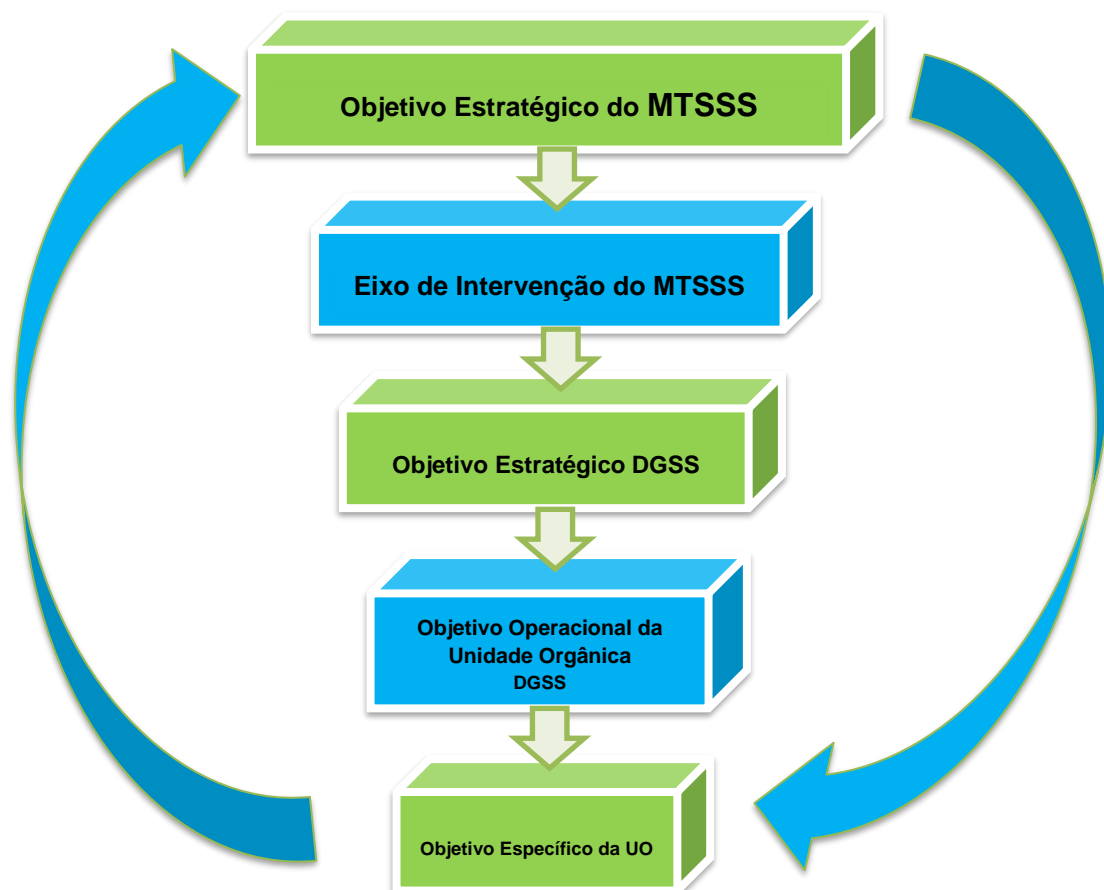 Objetivo Estratégico do MTSSS
Eixo de Intervenção do MTSSS
Objetivo Estratégico DGSS
Objetivo Operacional da
Unidade Orgânica
DGSS
Objetivo Específico da UO